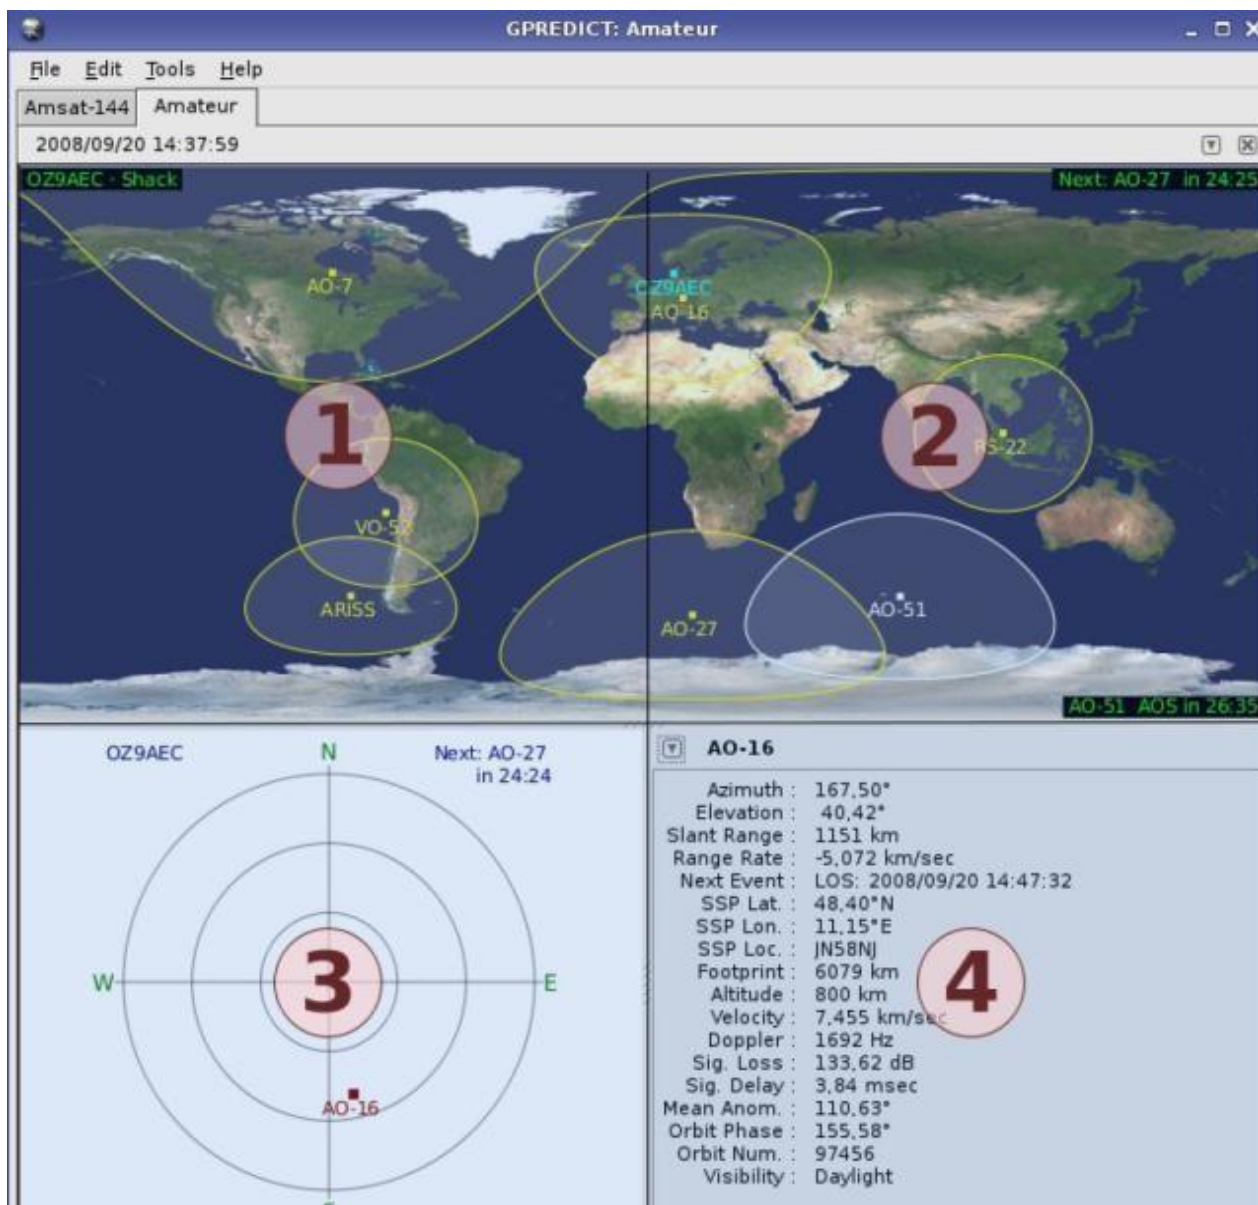 GPREDICT: Amateur
File Edit Tools Help
Amsat-144 Amateur
2008/09/20 14:37:59
OZ9AEC - Shack
Next: AO-27 in 24:25
AO-7
OZ9AEC
AO-16
1
2
RS-22
VO-52
ARISS
AO-27
AO-51
AO-51 AOS in 26:35
OZ9AEC
N
Next: AO-27
in 24:24
W
3
E
AO-16
AO-16
Azimuth : 167,50°
Elevation : 40,42°
Slant Range : 1151 km
Range Rate : -5,072 km/sec
Next Event : LOS: 2008/09/20 14:47:32
SSP Lat. : 48,40°N
SSP Lon. : 11,15°E
SSP Loc. : JN58NJ
Footprint : 6079 km
Altitude : 800 km
Velocity : 7,455 km/sec
Doppler : 1692 Hz
Sig. Loss : 133,62 dB
Sig. Delay : 3,84 msec
Mean Anom. : 110,63°
Orbit Phase : 155,58°
Orbit Num. : 97456
Visibility : Daylight
4